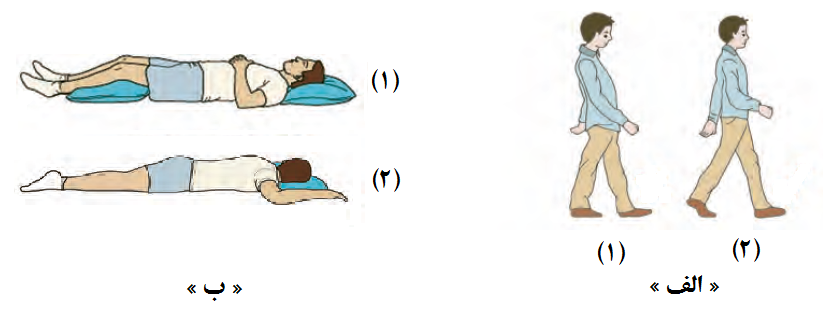 (۱)
(۲)
(۲) (۱)
« الف » « ب »